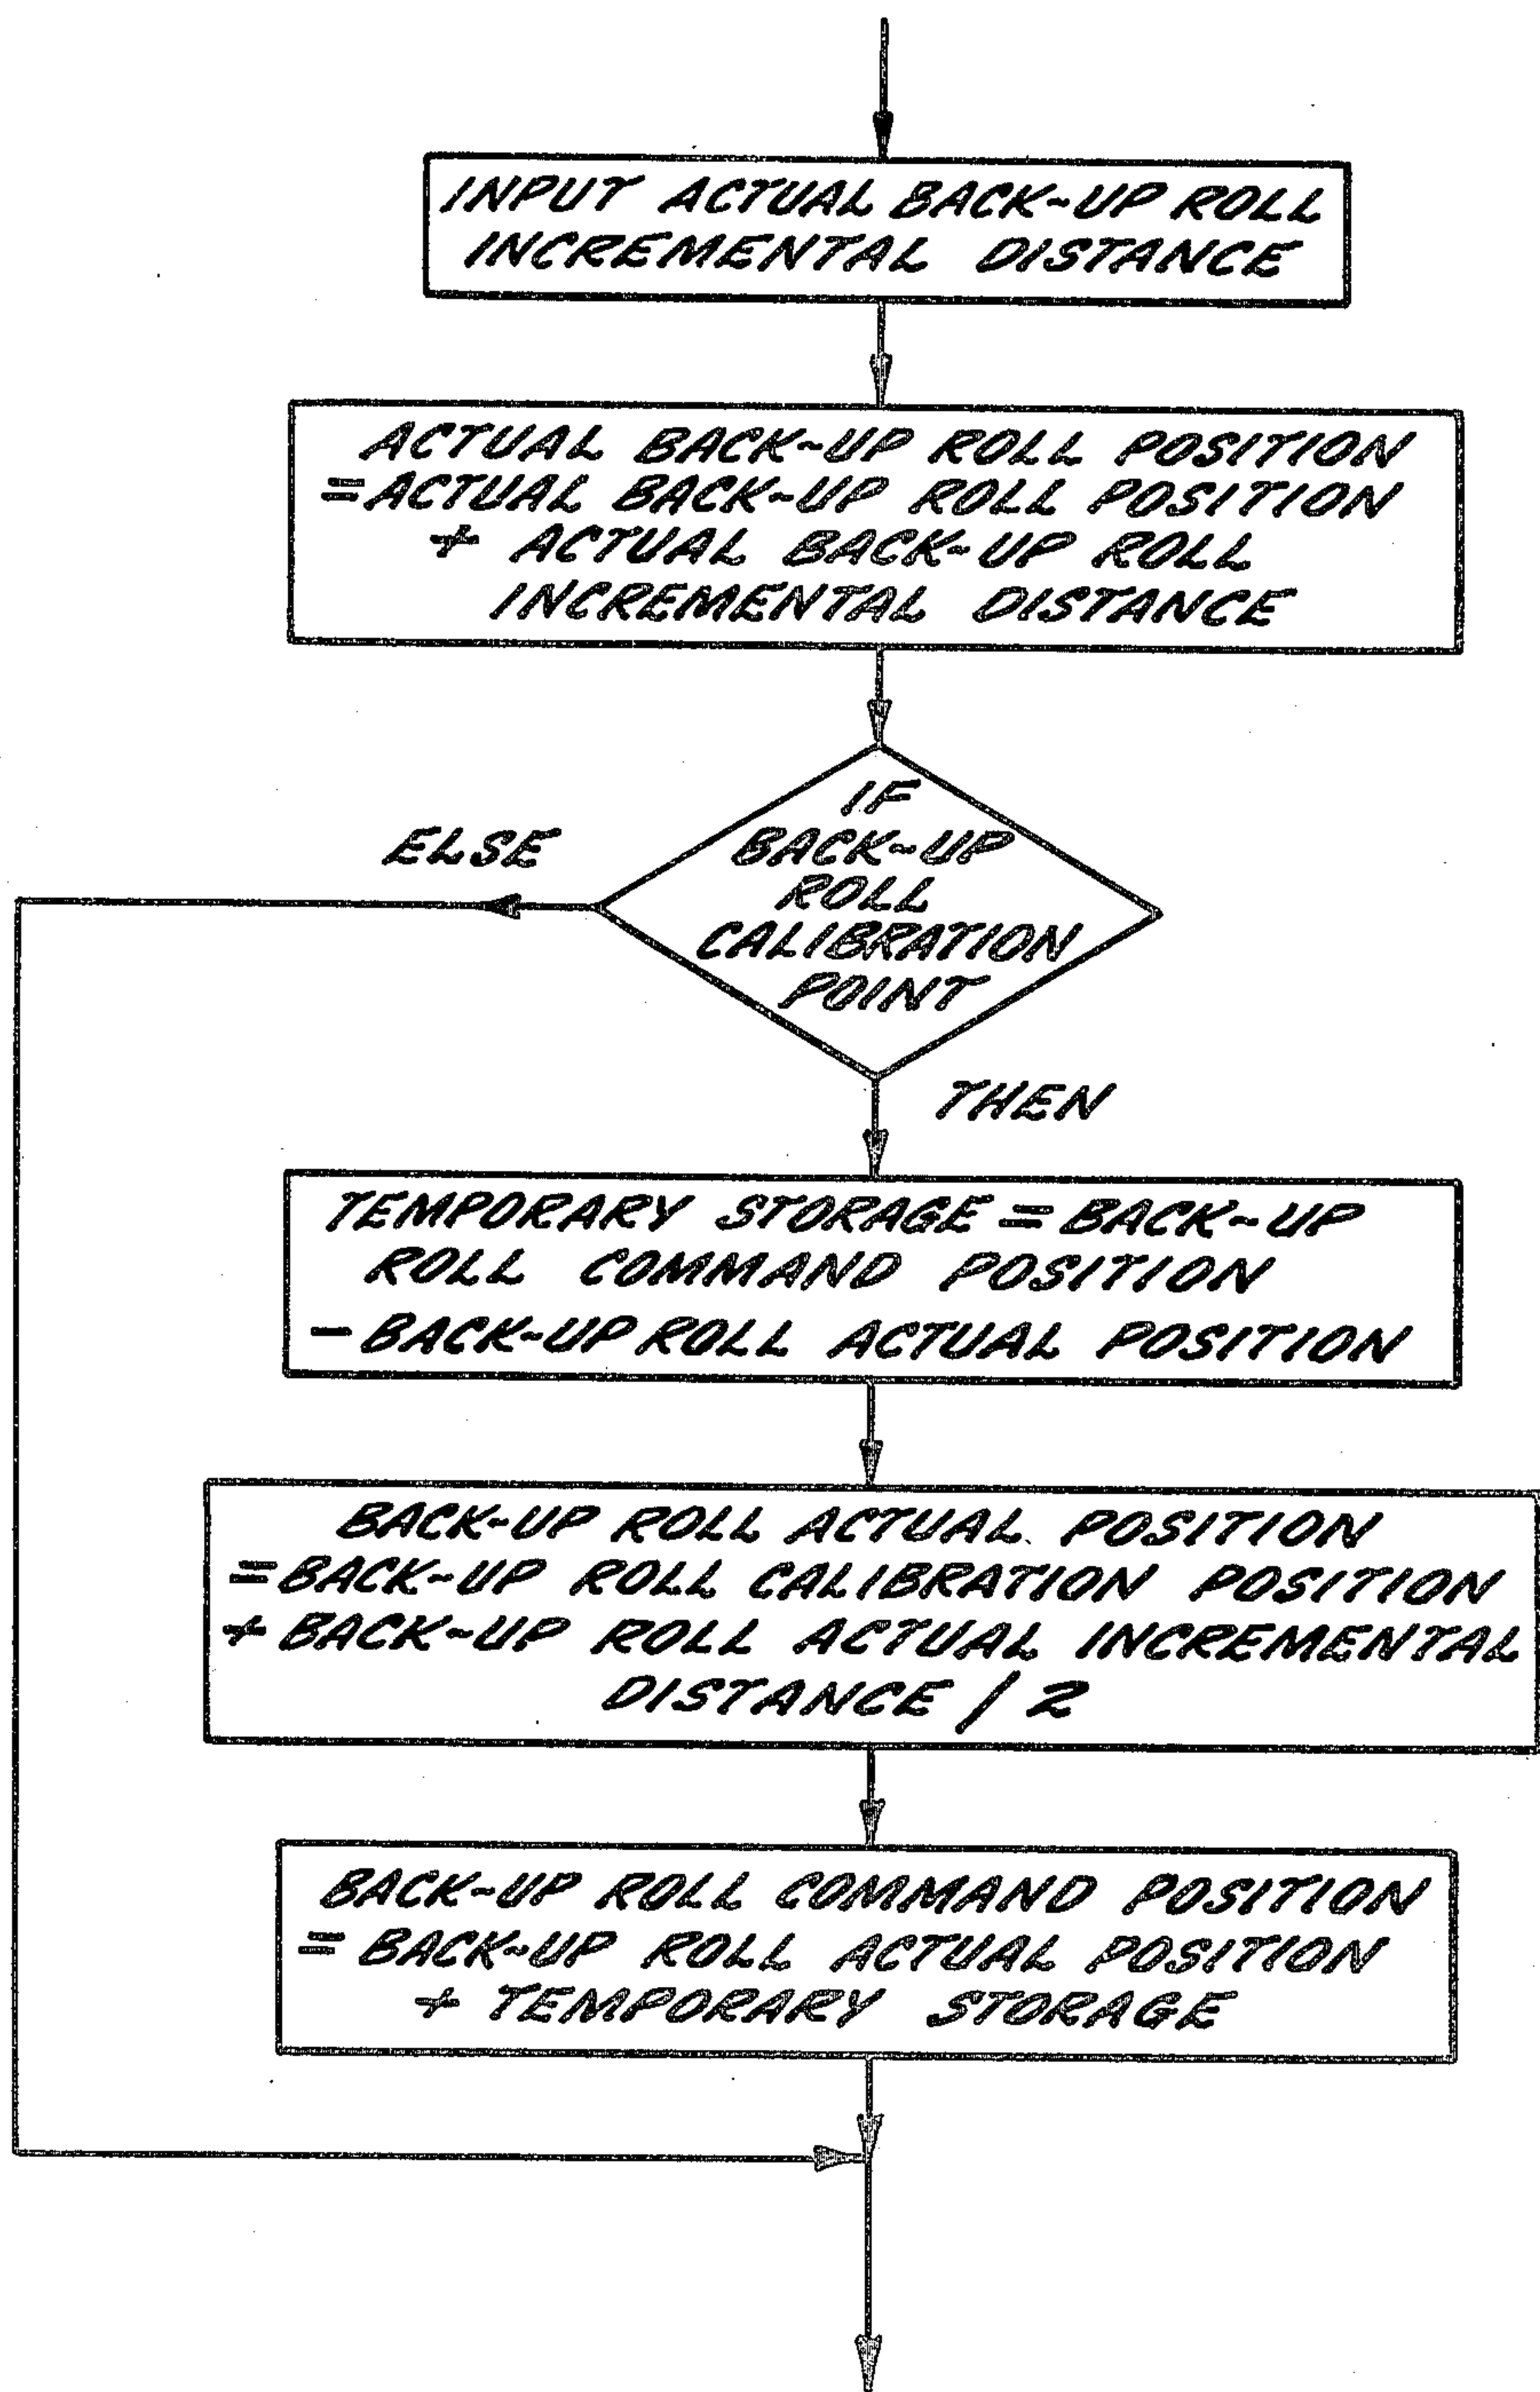 INPUT ACTUAL BACK-UP ROLL
INCREMENTAL DISTANCE
ACTUAL BACK-UP ROLL POSITION
=ACTUAL BACK-UP ROLL POSITION
+ ACTUAL BACK-UP ROLL
INCREMENTAL DISTANCE
IF
BACK-UP
ROLL
CALIBRATION
POINT
ELSE
THEN
TEMPORARY STORAGE = BACK-UP
ROLL COMMAND POSITION
- BACK-UP ROLL ACTUAL POSITION
BACK-UP ROLL ACTUAL POSITION
=BACK-UP ROLL CALIBRATION POSITION
+ BACK-UP ROLL ACTUAL INCREMENTAL
DISTANCE / 2
BACK-UP ROLL COMMAND POSITION
= BACK-UP ROLL ACTUAL POSITION
+ TEMPORARY STORAGE